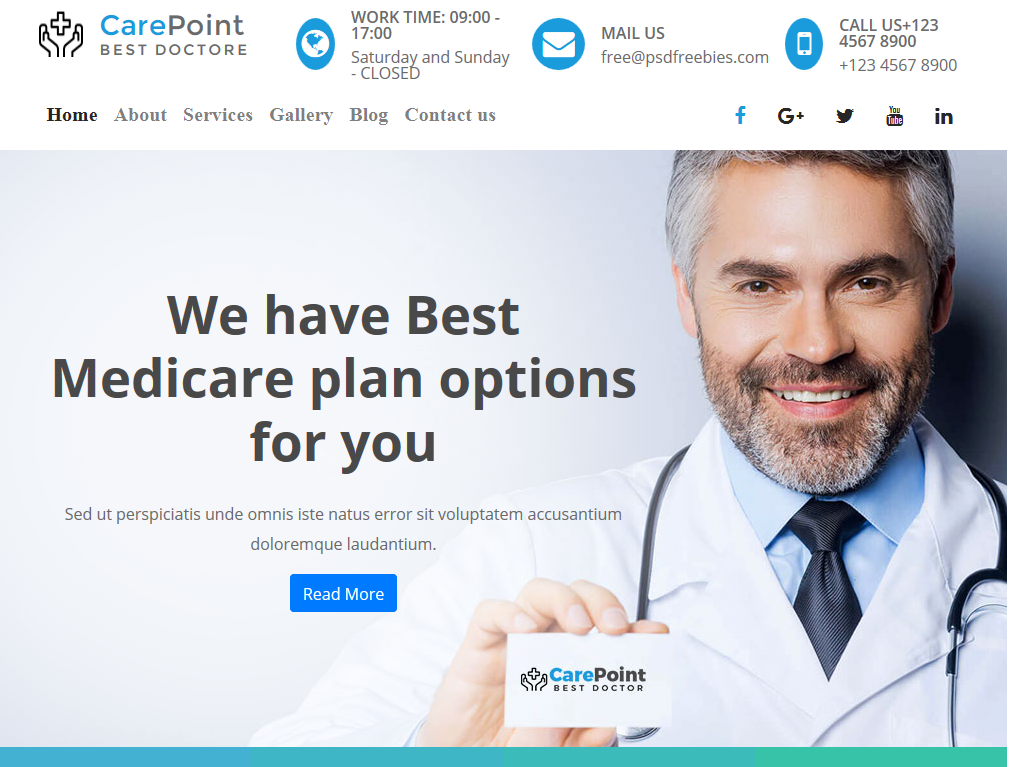 CarePoint
BEST DOCTORE
WORK TIME: 09:00 -
17:00
Saturday and Sunday
- CLOSED
MAIL US
free@psdfreebies.com
CALL US+123
4567 8900
+123 4567 8900
Home About Services Gallery Blog Contact us
f G+ You Tube in
We have Best
Medicare plan options
for you
Sed ut perspiciatis unde omnis iste natus error sit voluptatem accusantium
doloremque laudantium.
Read More
CarePoint
BEST DOCTOR